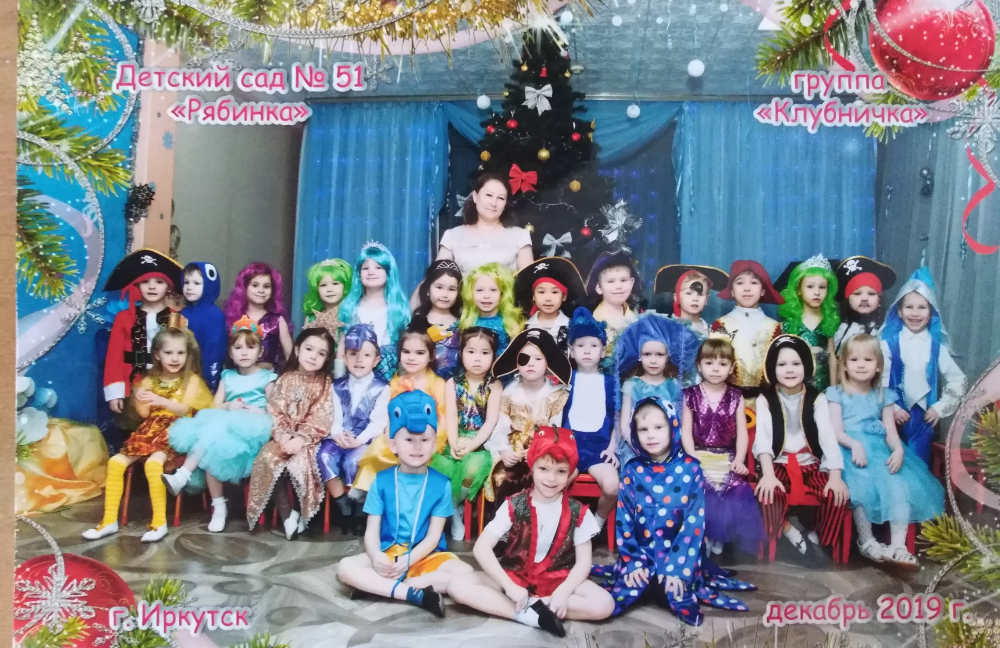 Детский сад № 51
«Рябинка»
группа
«Клубничка»
г. Иркутск
декабрь 2019 г.